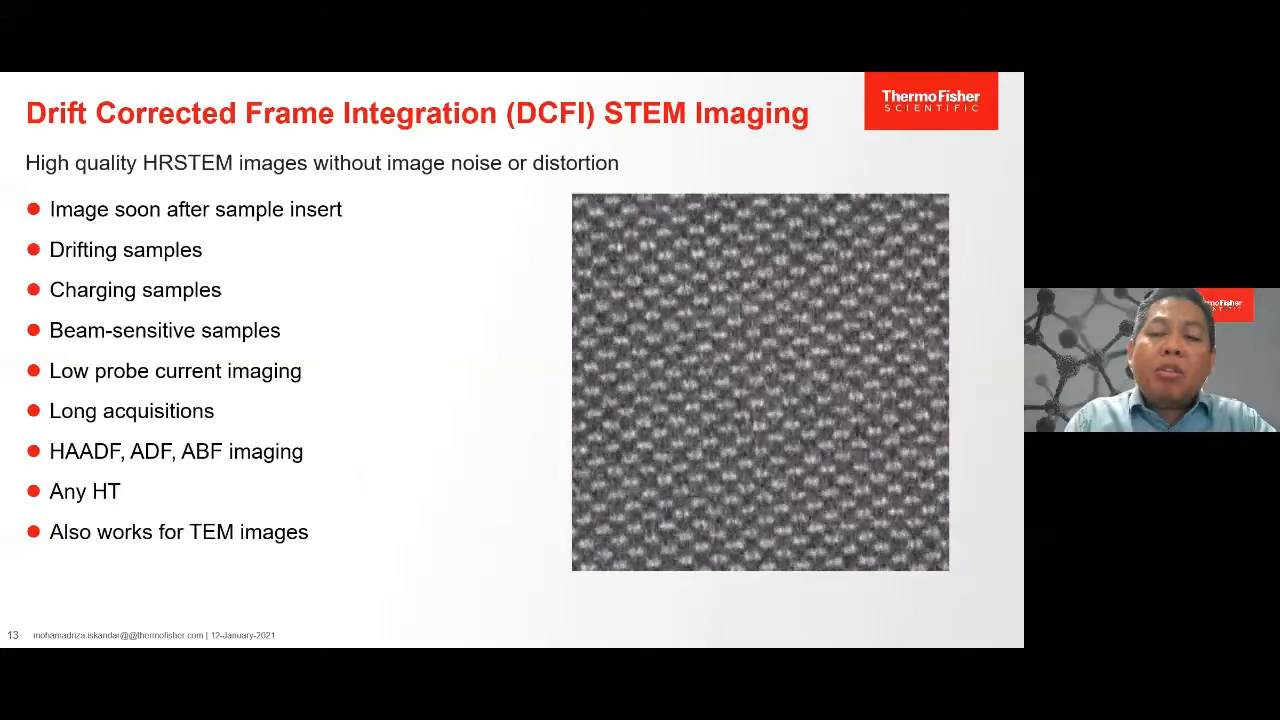 Drift Corrected Frame Integration (DCFI) STEM Imaging
ThermoFisher
SCIENTIFIC
High quality HRSTEM images without image noise or distortion
Image soon after sample insert
Drifting samples
Charging samples
Beam-sensitive samples
Low probe current imaging
Long acquisitions
HAADF, ADF, ABF imaging
Any HT
Also works for TEM images
13 mohamadriza.iskandar@@thermofisher.com | 12-January-2021